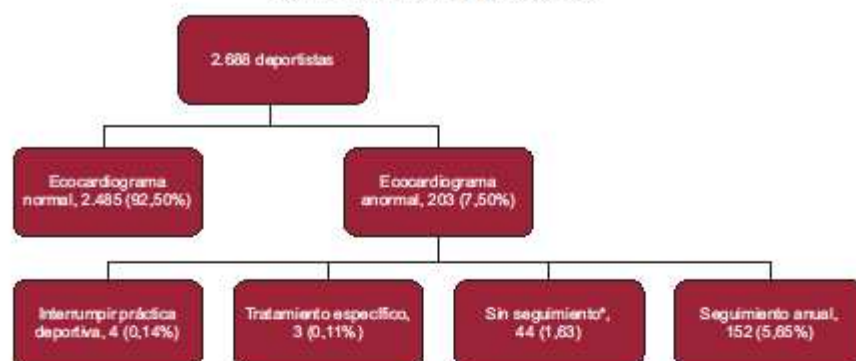 2.688 deportistas
Ecocardiograma
normal, 2.485 (92,50%)
Ecocardiograma
anormal, 203 (7,50%)
Interrumpir práctica
deportiva, 4 (0,14%)
Tratamiento específico,
3 (0,11%)
Sin seguimiento*,
44 (1,63)
Seguimiento anual,
152 (5,65%)